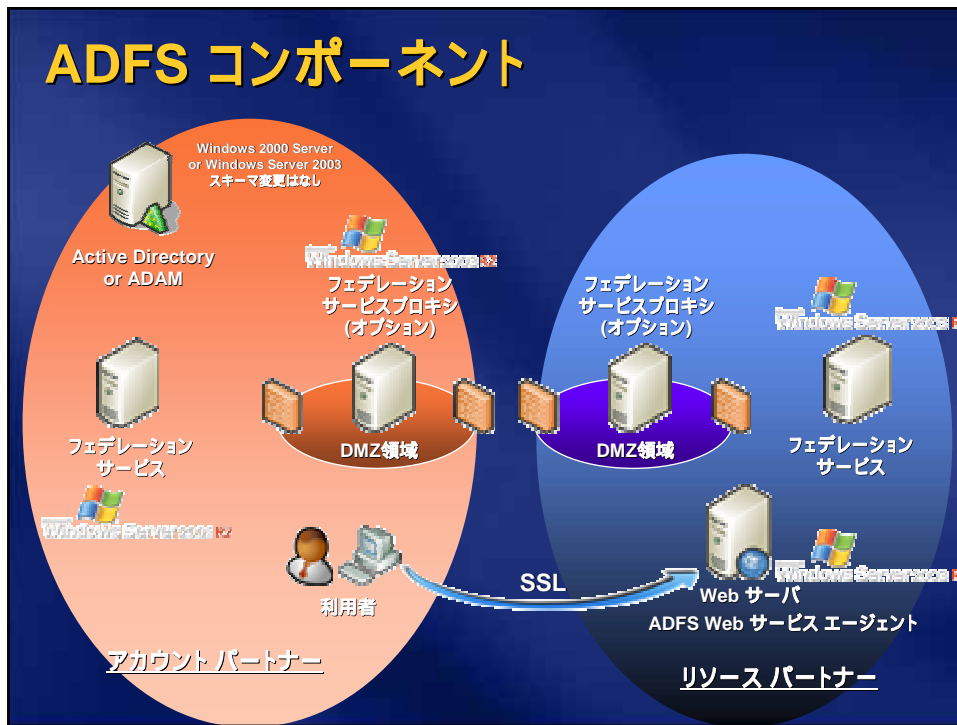 ADFS コンポーネント
Windows 2000 Server
or Windows Server 2003
スキーマ変更はなし
Active Directory
or ADAM
Windows Server 2003 R2
フェデレーション
サービスプロキシ
(オプション)
DMZ領域
フェデレーション
サービス
Windows Server 2003 R2
利用者
アカウント パートナー
SSL
フェデレーション
サービスプロキシ
(オプション)
DMZ領域
Windows Server 2003
フェデレーション
サービス
Windows Server 2003
Web サーバ
ADFS Web サービス エージェント
リソース パートナー